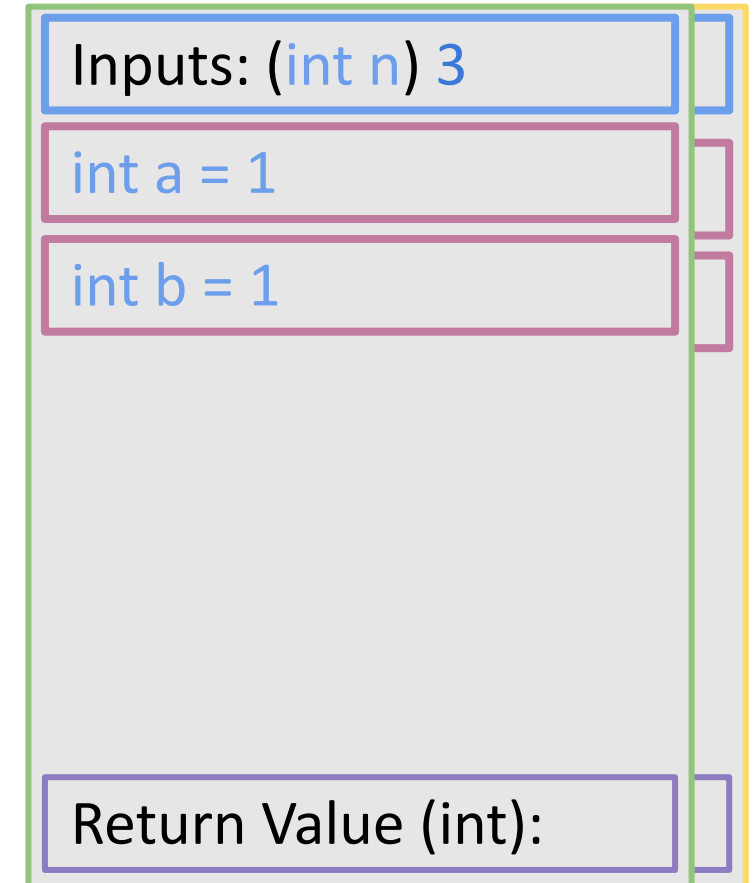 Inputs: (int n) 3
int a = 1
int b = 1
Return Value (int):